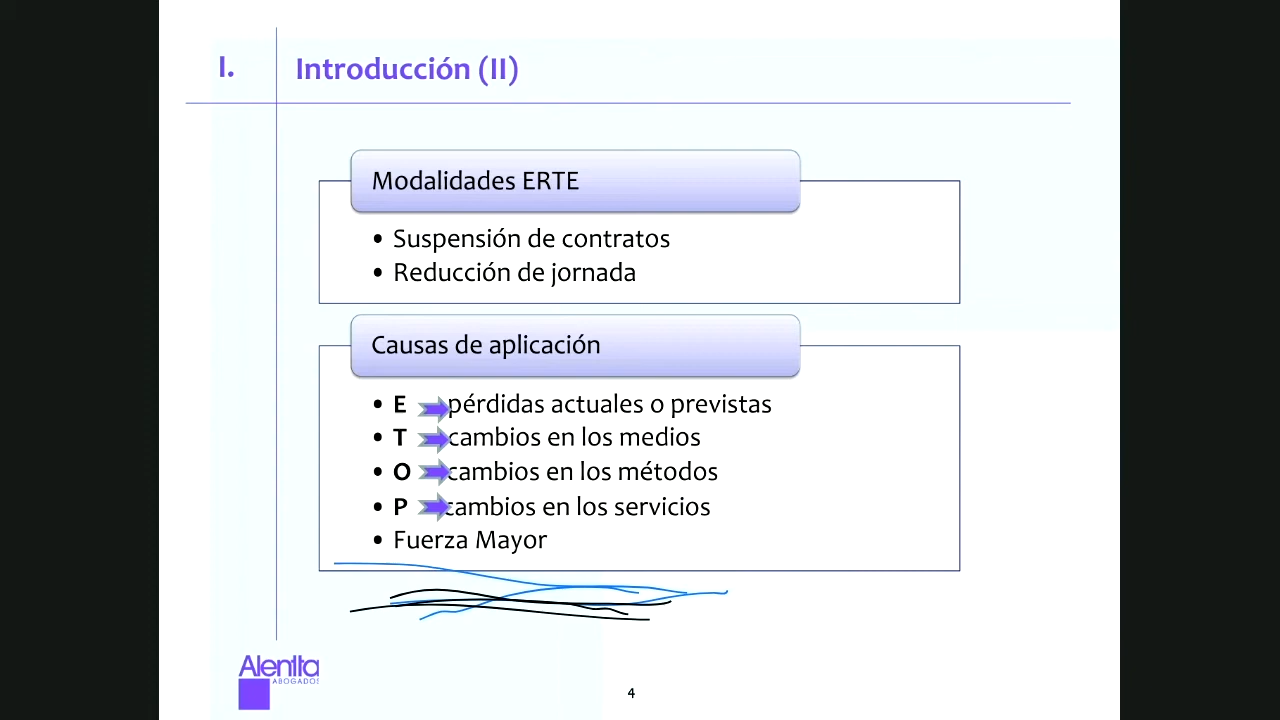 I.
Introducción (II)
Modalidades ERTE
• Suspensión de contratos
• Reducción de jornada
Causas de aplicación
• E pérdidas actuales o previstas
• T cambios en los medios
• O cambios en los métodos
• P cambios en los servicios
• Fuerza Mayor
Alenita
ABOGADOS
4